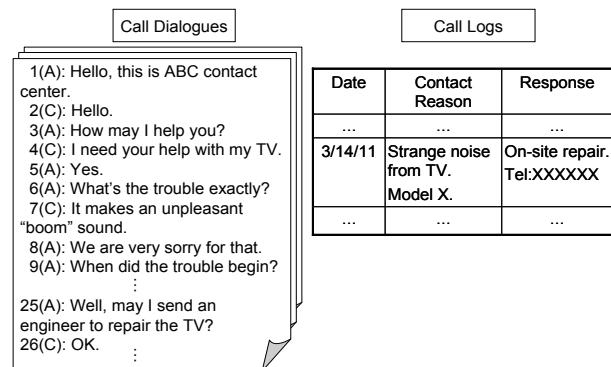 Call Dialogues
1(A): Hello, this is ABC contact
center.
2(C): Hello.
3(A): How may I help you?
4(C): I need your help with my TV.
5(A): Yes.
6(A): What's the trouble exactly?
7(C): It makes an unpleasant
“boom” sound.
8(A): We are very sorry for that.
9(A): When did the trouble begin?
⋮
25(A): Well, may I send an
engineer to repair the TV?
26(C): OK.
⋮
Call Logs
Date Contact Reason Response
... ... ...
3/14/11 Strange noise On-site repair.
from TV. Tel:XXXXXX
Model X.
... ... ...